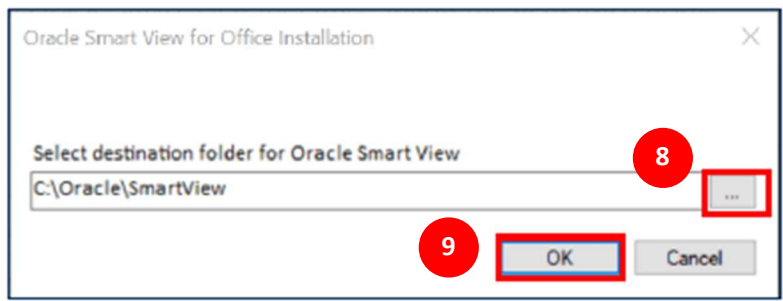 Oracle Smart View for Office Installation
Select destination folder for Oracle Smart View
8
C:\Oracle\SmartView
...
9
OK
Cancel